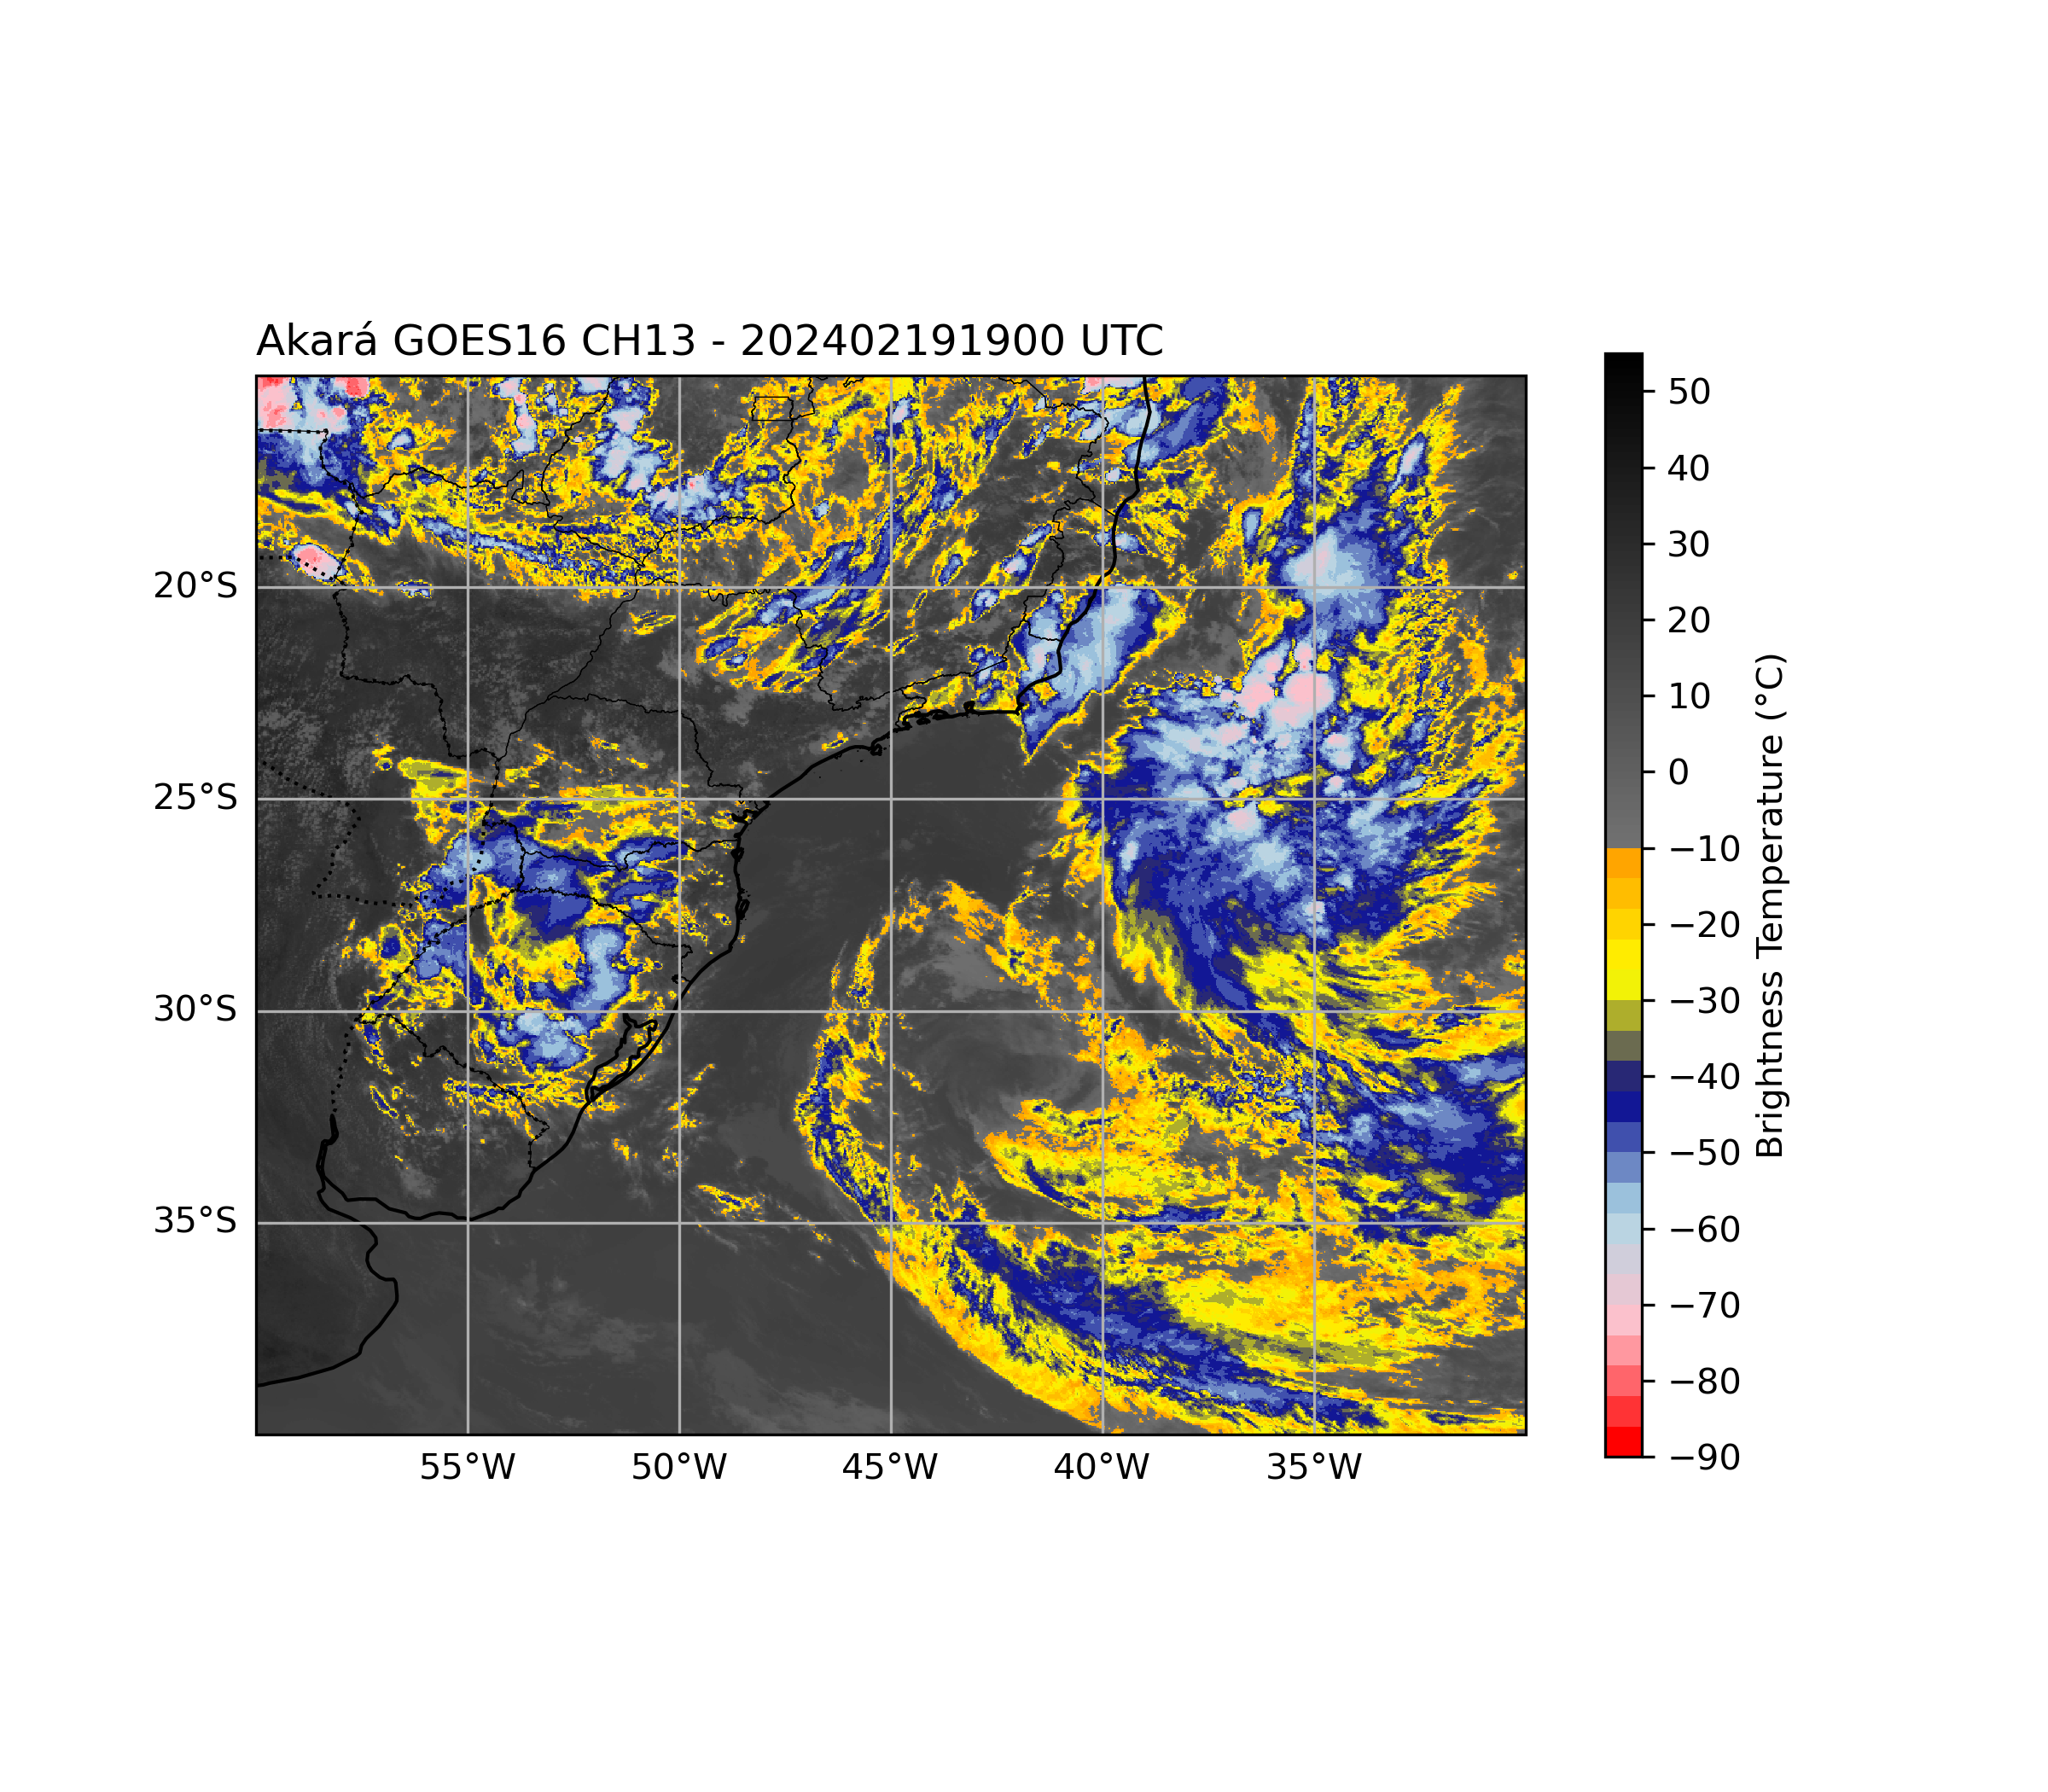 Akará GOES16 CH13 - 202402191900 UTC
20°S
25°S
30°S
35°S
55°W
50°W
45°W
40°W
35°W
50
40
30
20
10
0
−10
−20
−30
−40
−50
−60
−70
−80
−90
Brightness Temperature (°C)